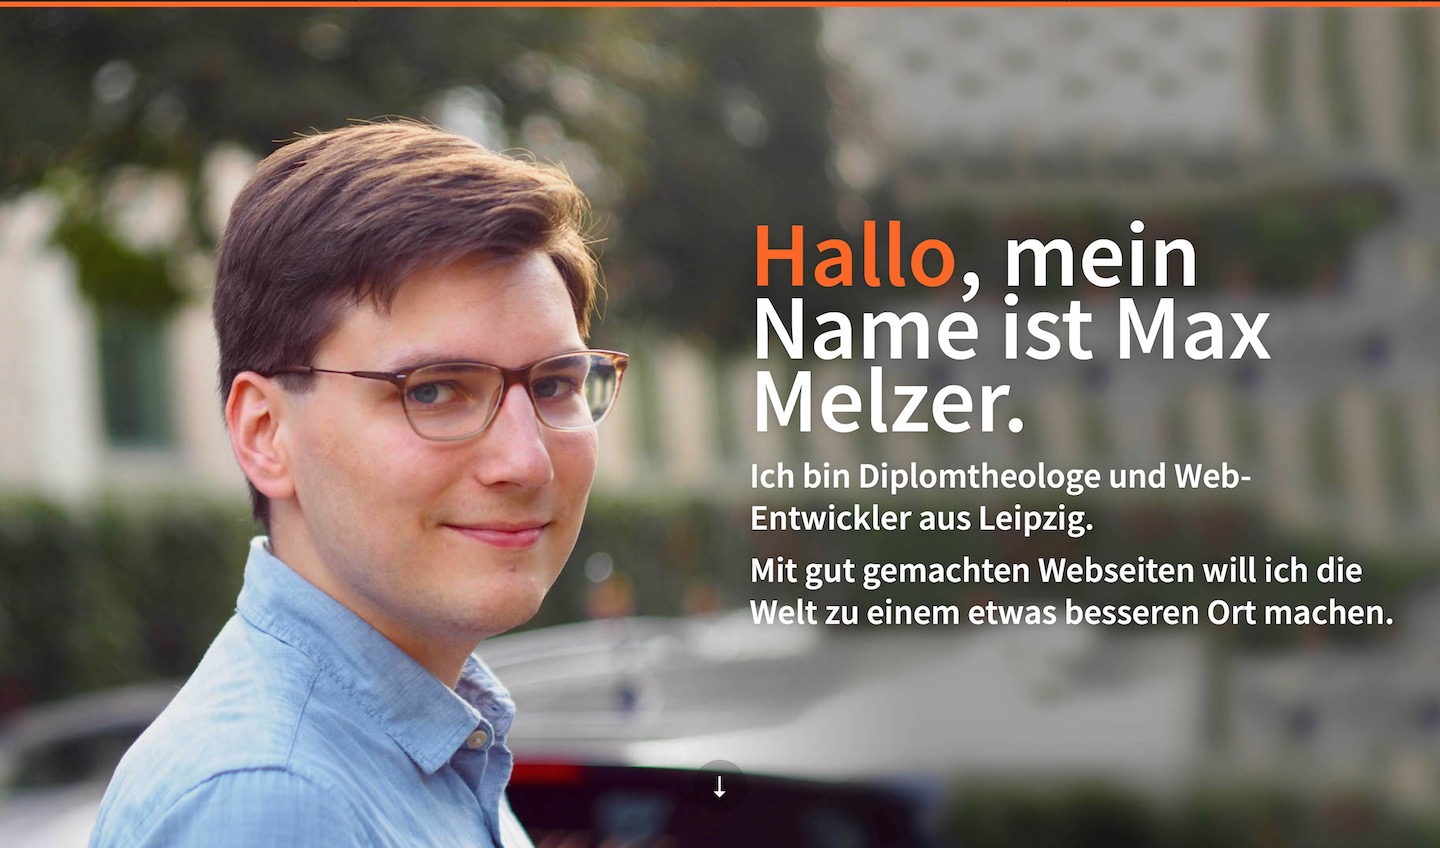 Hallo, mein
Name ist Max
Melzer.
Ich bin Diplomtheologe und Web-
Entwickler aus Leipzig.
Mit gut gemachten Webseiten will ich die
Welt zu einem etwas besseren Ort machen.